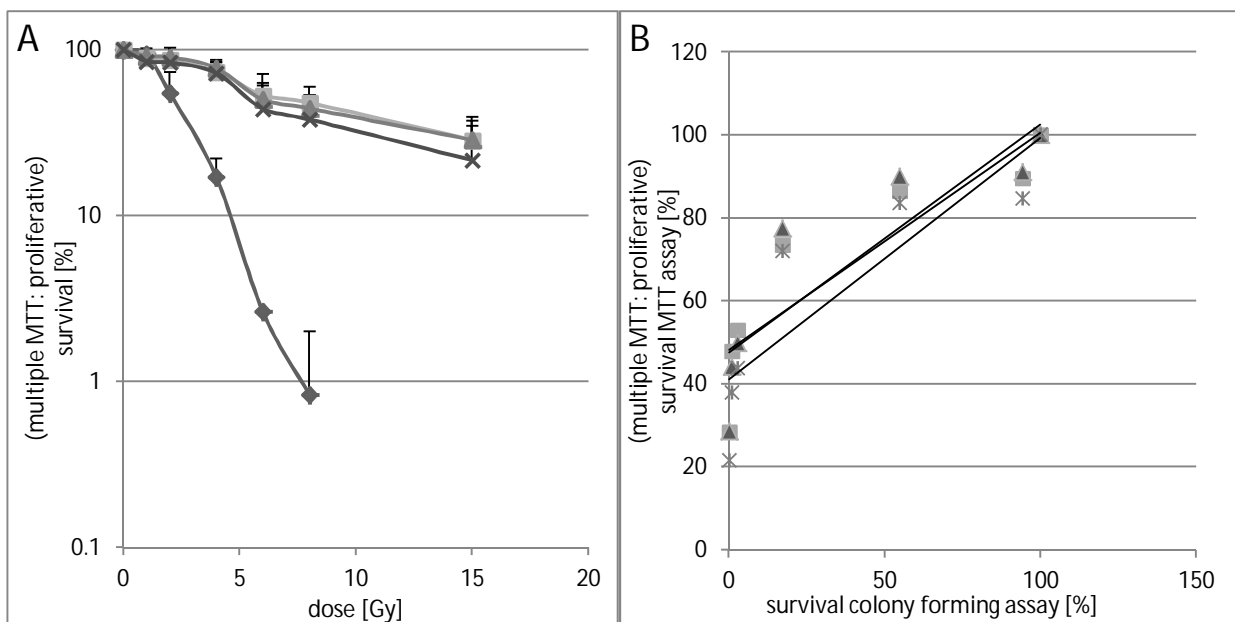 A
(multiple MTT: proliferative)
survival [%]
100
10
1
0.1
0
5
10
15
20
dose [Gy]
B
(multiple MTT: proliferative)
survival MTT assay [%]
120
100
80
60
40
20
0
0
50
100
150
survival colony forming assay [%]